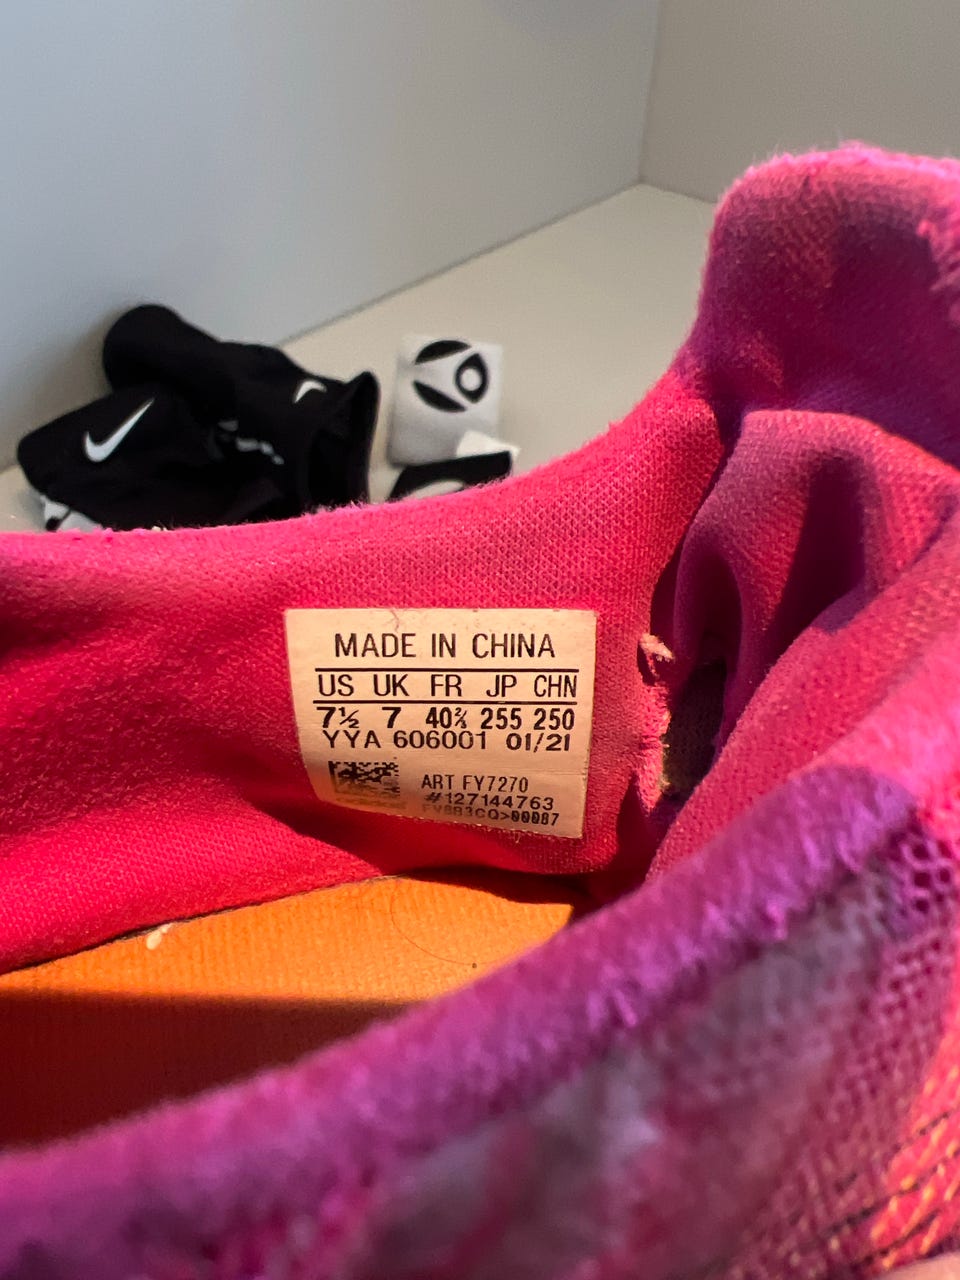 MADE IN CHINA
US UK FR JP CHN
7½ 7 40⅔ 255 250
YYA 606001 01/21
ART FY7270
#127144763